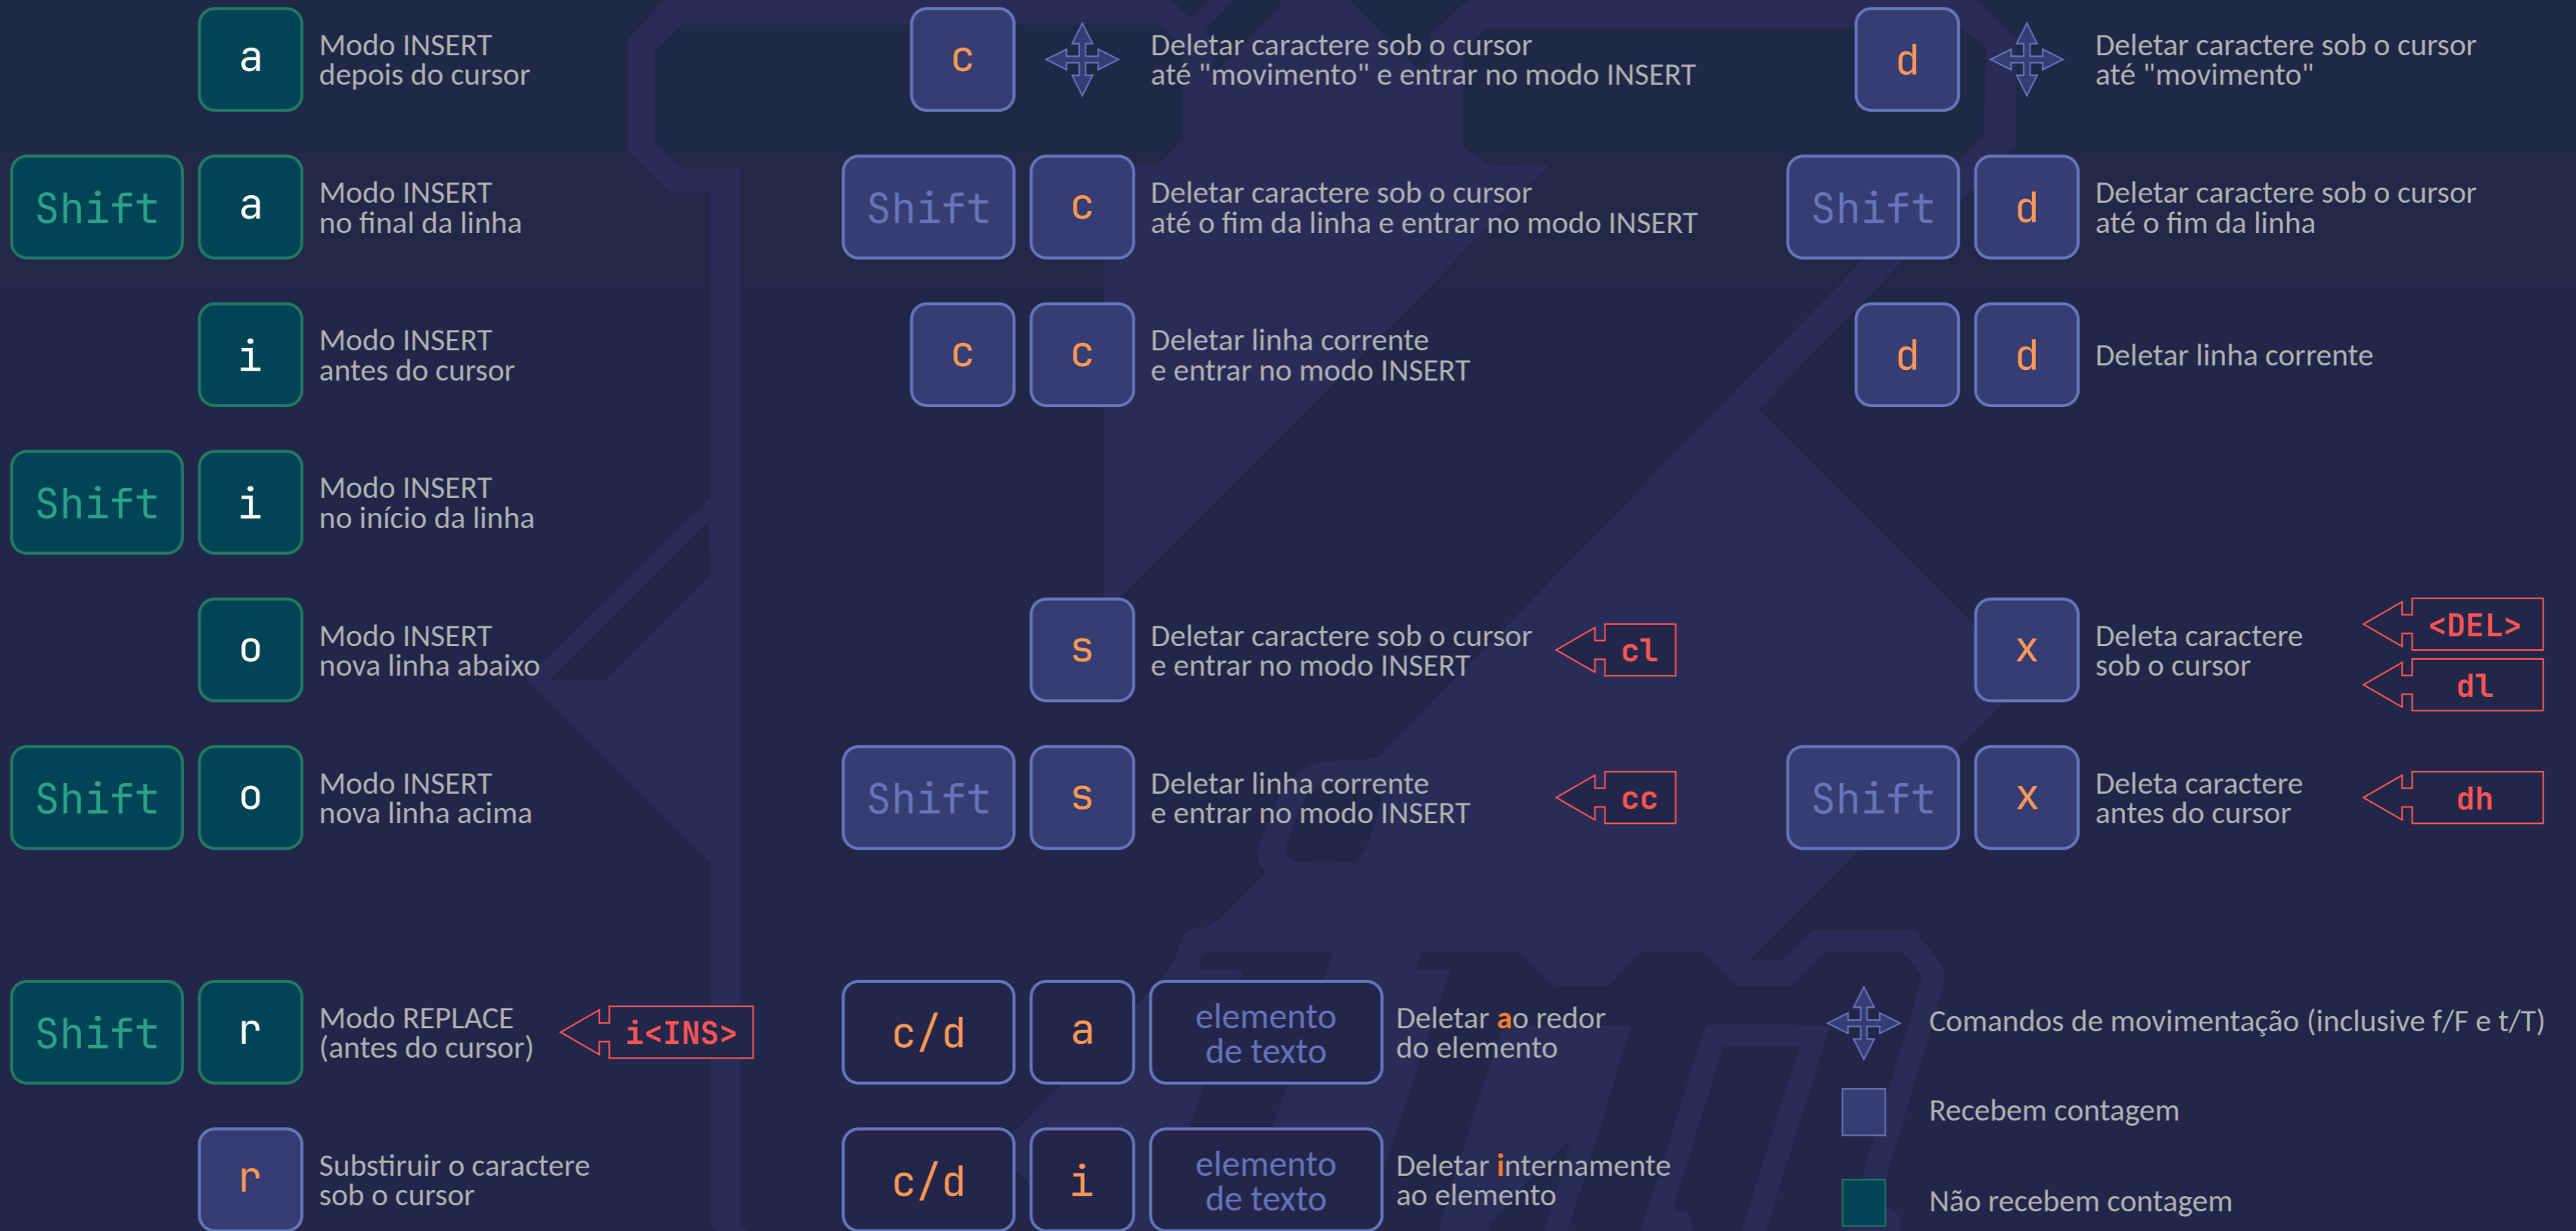 a
Modo INSERT
depois do cursor
Shift a
Modo INSERT
no final da linha
i
Modo INSERT
antes do cursor
Shift i
Modo INSERT
no início da linha
o
Modo INSERT
nova linha abaixo
Shift o
Modo INSERT
nova linha acima
Shift r
Modo REPLACE
(antes do cursor)
i<INS>
r
Substiruir o caractere
sob o cursor
c
Deletar caractere sob o cursor
até "movimento" e entrar no modo INSERT
Shift c
Deletar caractere sob o cursor
até o fim da linha e entrar no modo INSERT
c c
Deletar linha corrente
e entrar no modo INSERT
s
Deletar caractere sob o cursor
e entrar no modo INSERT
cl
Shift s
Deletar linha corrente
e entrar no modo INSERT
cc
c/d a
elemento
de texto
Deletar ao redor
do elemento
c/d i
elemento
de texto
Deletar internamente
ao elemento
d
Deletar caractere sob o cursor
até "movimento"
Shift d
Deletar caractere sob o cursor
até o fim da linha
d d
Deletar linha corrente
x
Deleta caractere
sob o cursor
<DEL>
dl
Shift x
Deleta caractere
antes do cursor
dh
Comandos de movimentação (inclusive f/F e t/T)
Recebem contagem
Não recebem contagem